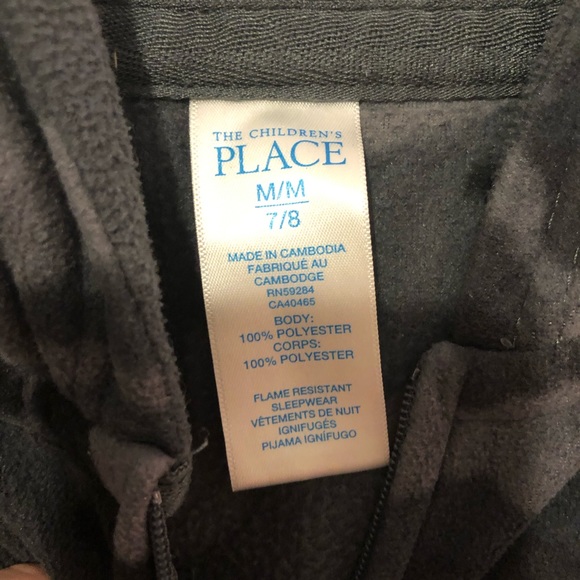 THE CHILDREN'S
PLACE
M/M
7/8
MADE IN CAMBODIA
FABRIQUÉ AU
CAMBODGE
RN59284
CA40465
BODY:
100% POLYESTER
CORPS:
100% POLYESTER
FLAME RESISTANT
SLEEPWEAR
VÊTEMENTS DE NUIT
IGNIFUGÉS
PIJAMA IGNÍFUGO